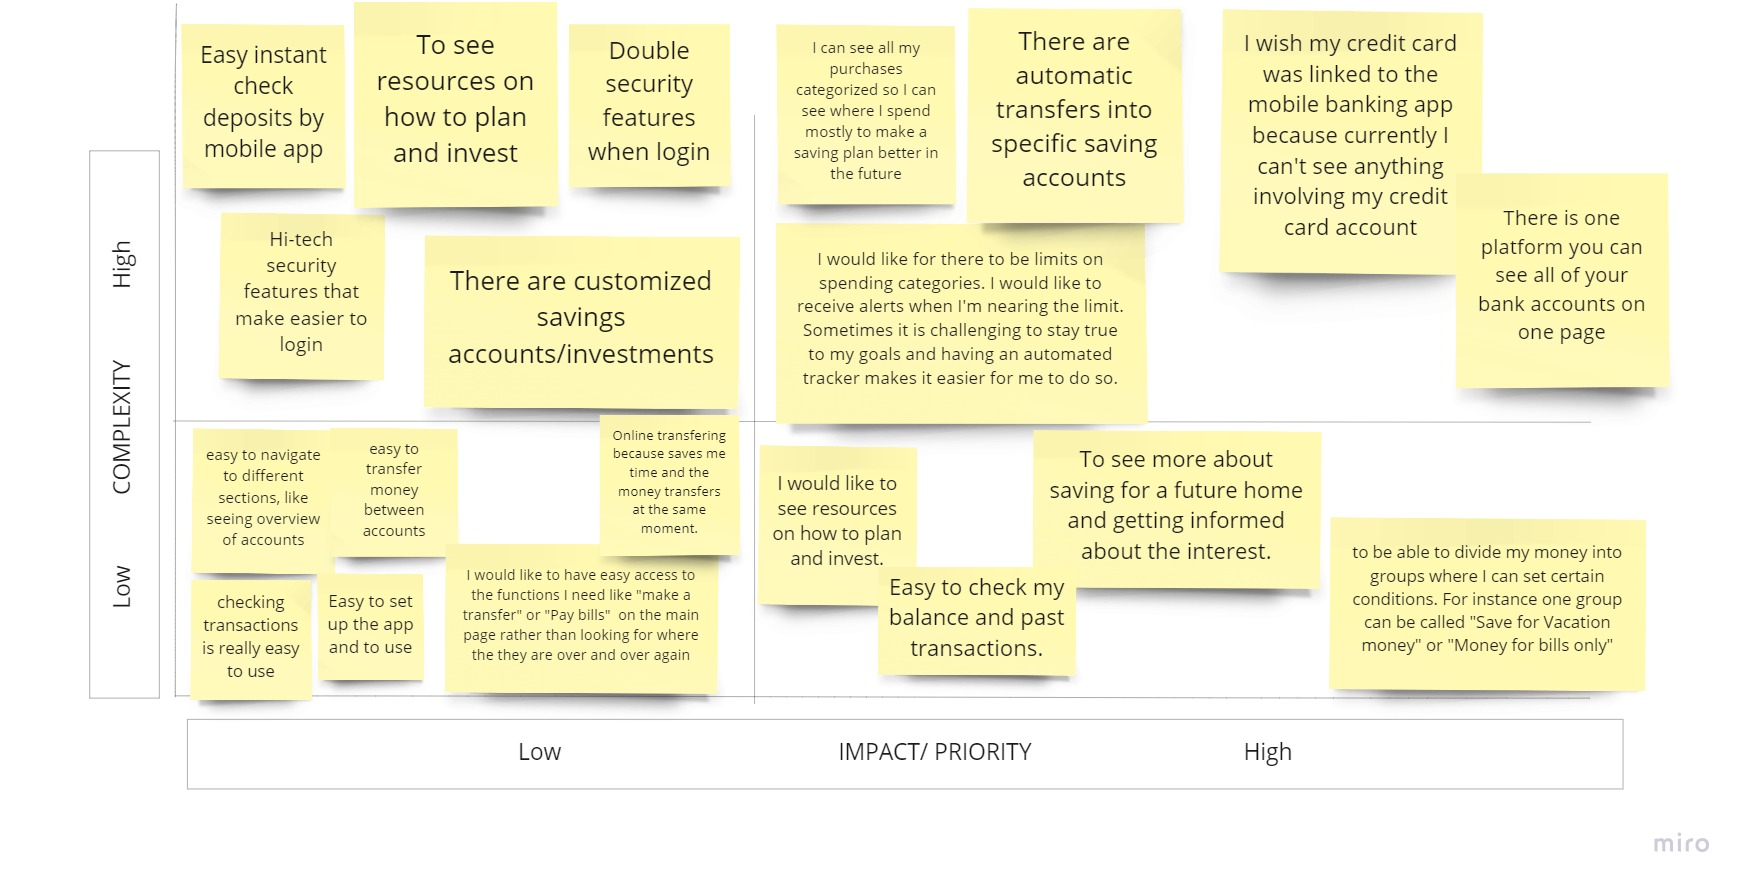 Easy instant
check
deposits by
mobile app
To see
resources on
how to plan
and invest
Double
security
features
when login
I can see all my
purchases
categorized so I can
see where I spend
mostly to make a
saving plan better in
the future
There are
automatic
transfers into
specific saving
accounts
I wish my credit card
was linked to the
mobile banking app
because currently I
can't see anything
involving my credit
card account
There is one
platform you can
see all of your
bank accounts on
one page
Hi-tech
security
features that
make easier to
login
There are customized
savings
accounts/investments
I would like for there to be limits on
spending categories. I would like to
receive alerts when I'm nearing the limit.
Sometimes it is challenging to stay true
to my goals and having an automated
tracker makes it easier for me to do so.
High
COMPLEXITY
Low
easy to navigate
to different
sections, like
seeing overview
of accounts
easy to
transfer
money
between
accounts
Online transfering
because saves me
time and the
money transfers
at the same
moment.
checking
transactions
is really easy
to use
Easy to set
up the app
and to use
I would like to have easy access to
the functions I need like "make a
transfer" or "Pay bills" on the main
page rather than looking for where
the they are over and over again
I would like to
see resources
on how to plan
and invest.
Easy to check my
balance and past
transactions.
To see more about
saving for a future home
and getting informed
about the interest.
to be able to divide my money into
groups where I can set certain
conditions. For instance one group
can be called "Save for Vacation
money" or "Money for bills only"
Low
IMPACT/ PRIORITY
High
miro